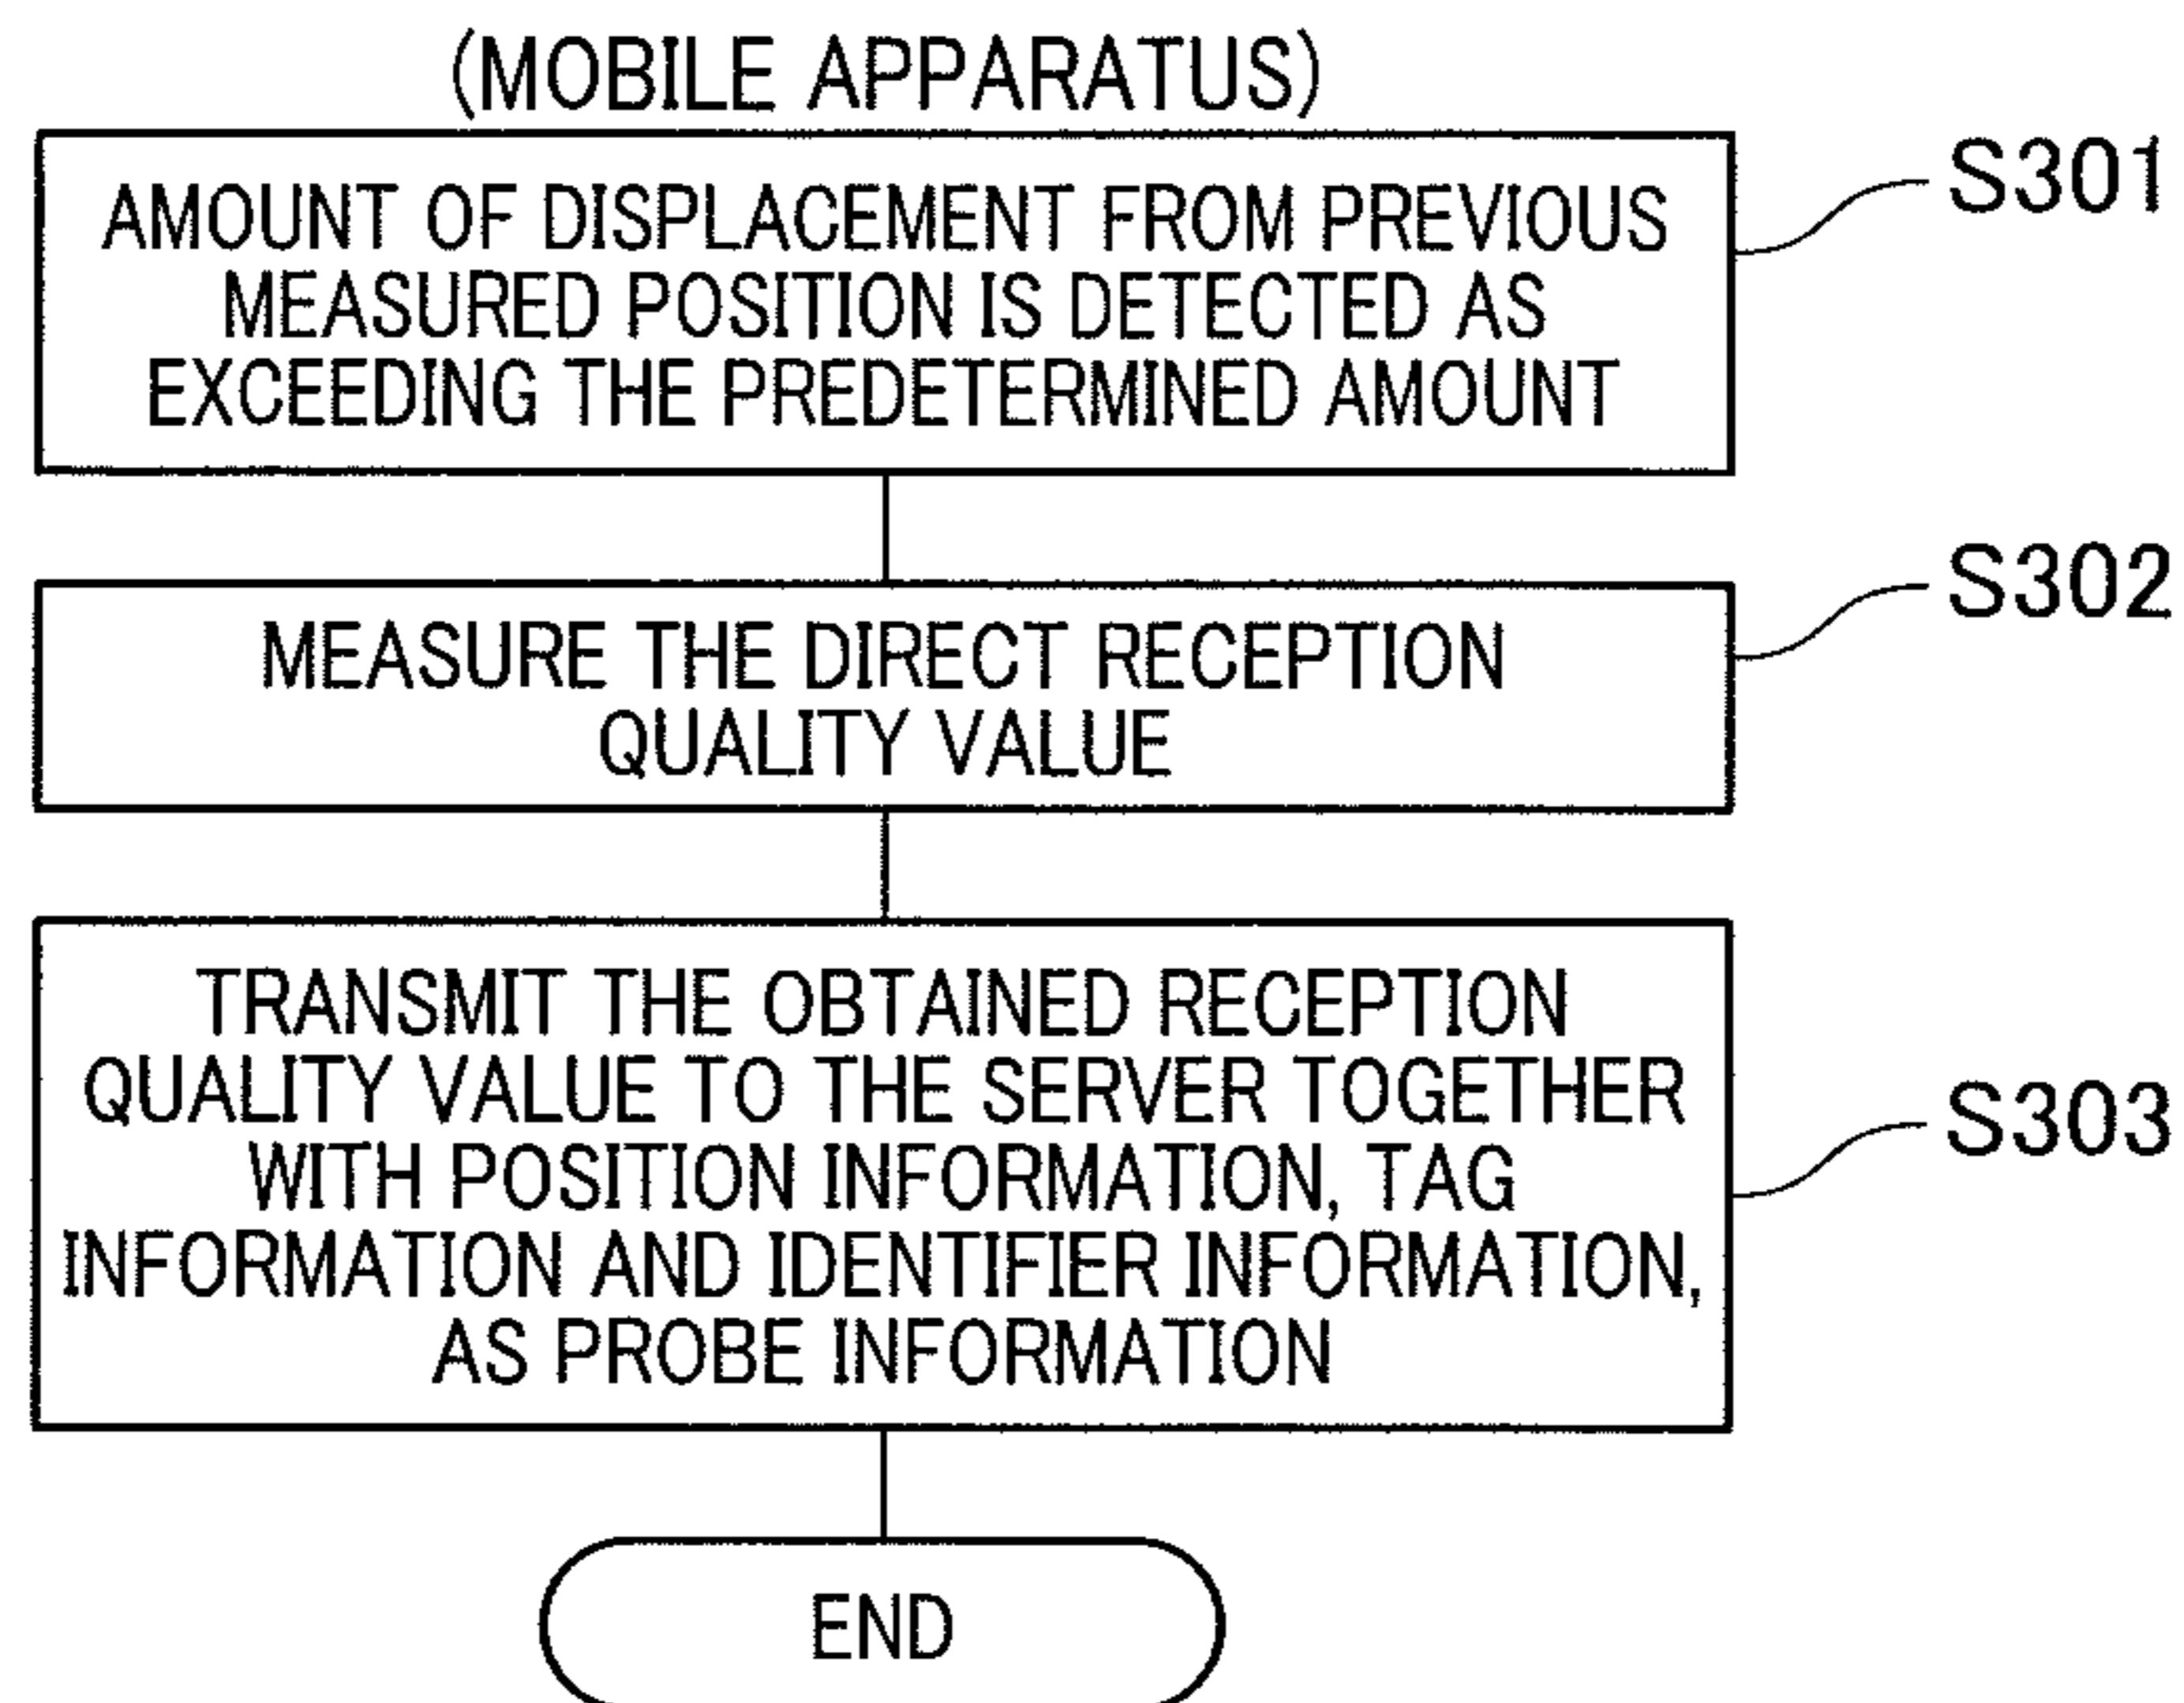 (MOBILE APPARATUS)
AMOUNT OF DISPLACEMENT FROM PREVIOUS
MEASURED POSITION IS DETECTED AS
EXCEEDING THE PREDETERMINED AMOUNT
S301
MEASURE THE DIRECT RECEPTION
QUALITY VALUE
S302
TRANSMIT THE OBTAINED RECEPTION
QUALITY VALUE TO THE SERVER TOGETHER
WITH POSITION INFORMATION, TAG
INFORMATION AND IDENTIFIER INFORMATION,
AS PROBE INFORMATION
S303
END